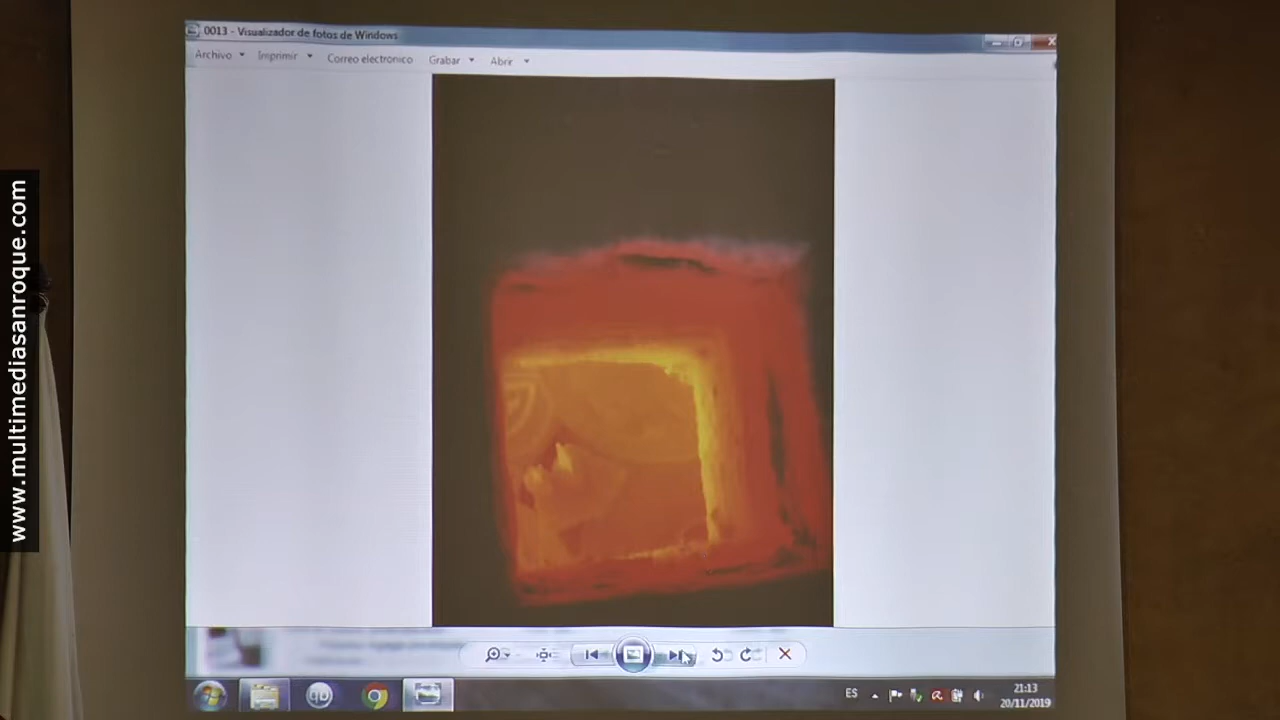 0013 - Visualizador de fotos de Windows
Archivo Imprimir Correo electronico Grabar Abrir
www.multimediasanroque.com
ES
21:13
20/11/2019